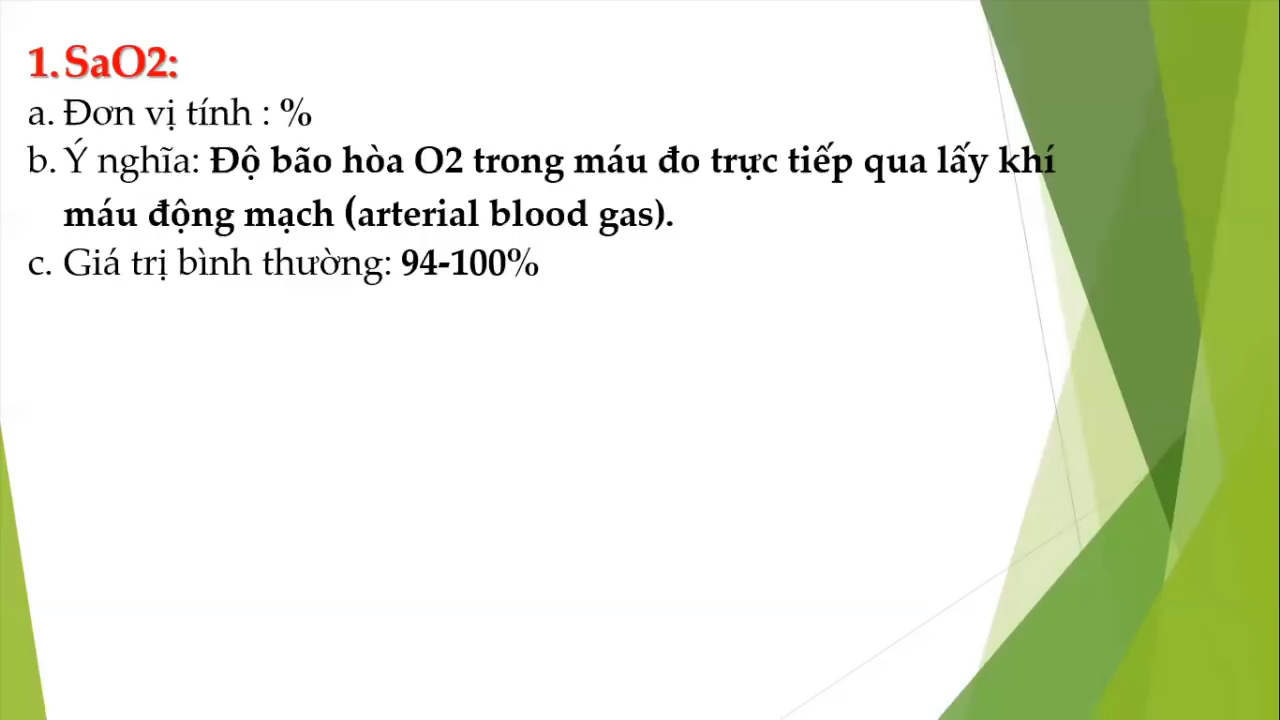 1. SaO2:
a. Đơn vị tính : %
b. Ý nghĩa: Độ bão hòa O2 trong máu đo trực tiếp qua lấy khí
máu động mạch (arterial blood gas).
c. Giá trị bình thường: 94-100%